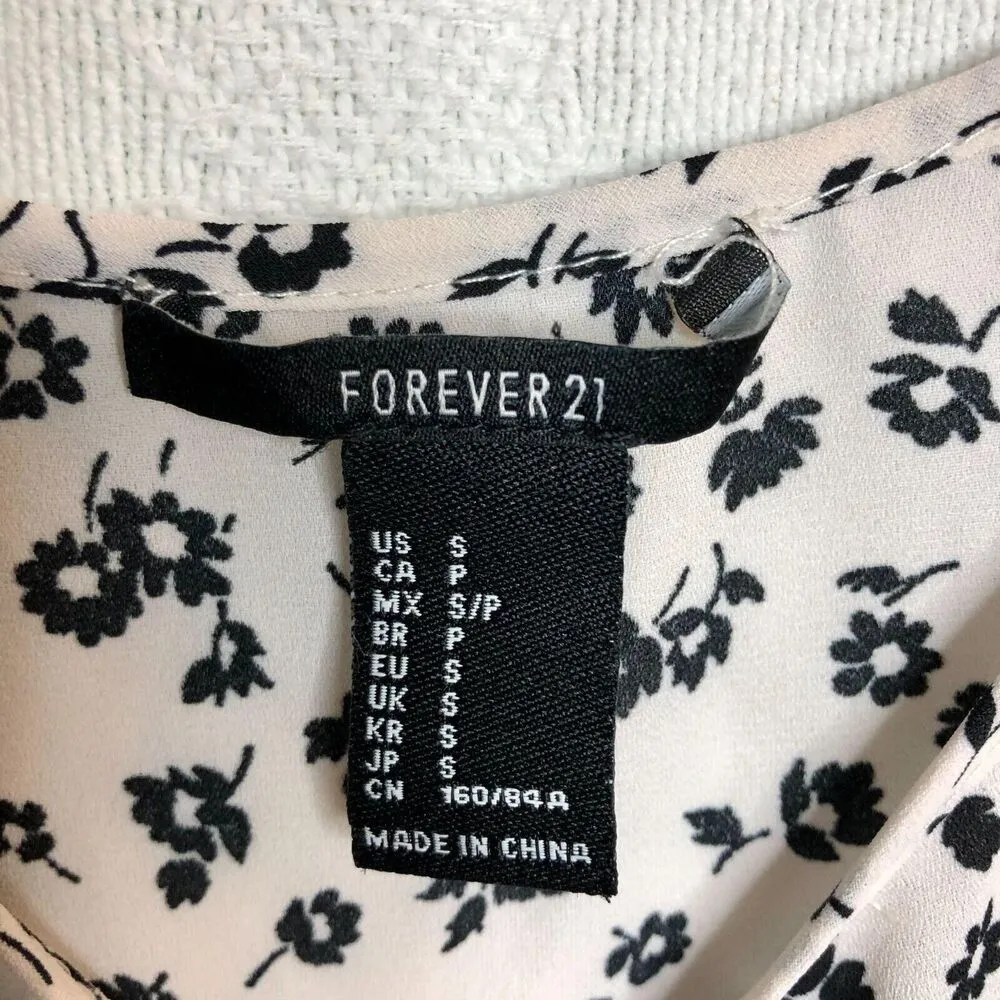 FOREVER 21
US S
CA P
MX S/P
BR P
EU S
UK S
KR S
JP S
CN 160/84A
MADE IN CHINA